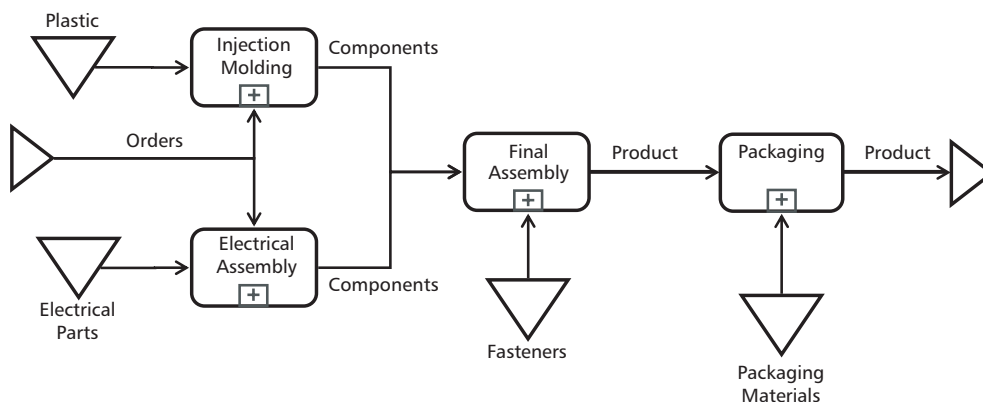 Plastic
Injection
Molding
Components
Orders
Final
Assembly
Product
Packaging
Product
Electrical
Assembly
Components
Electrical
Parts
Fasteners
Packaging
Materials